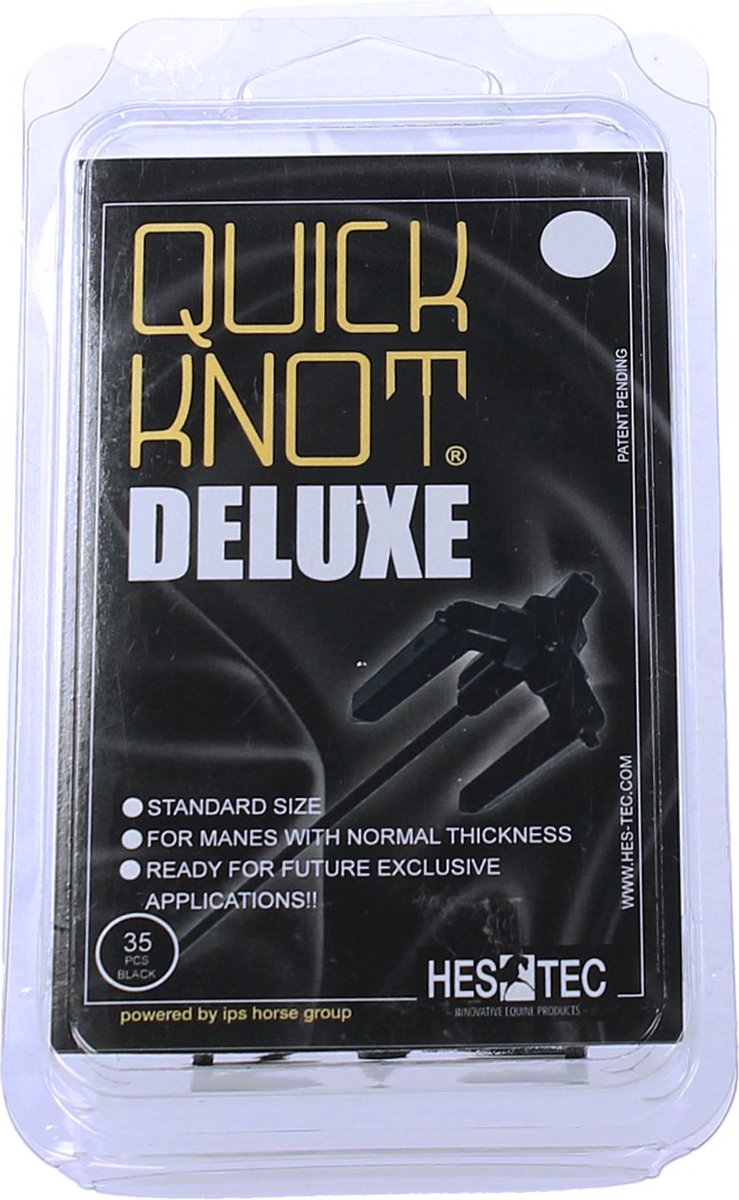 QUICK
KNOT®
DELUXE
PATENT PENDING
● STANDARD SIZE
● FOR MANES WITH NORMAL THICKNESS
● READY FOR FUTURE EXCLUSIVE
APPLICATIONS!!
WWW.HES-TEC.COM
35
PCS
BLACK
HES TEC
- INNOVATIVE EQUINE PRODUCTS -
powered by ips horse group